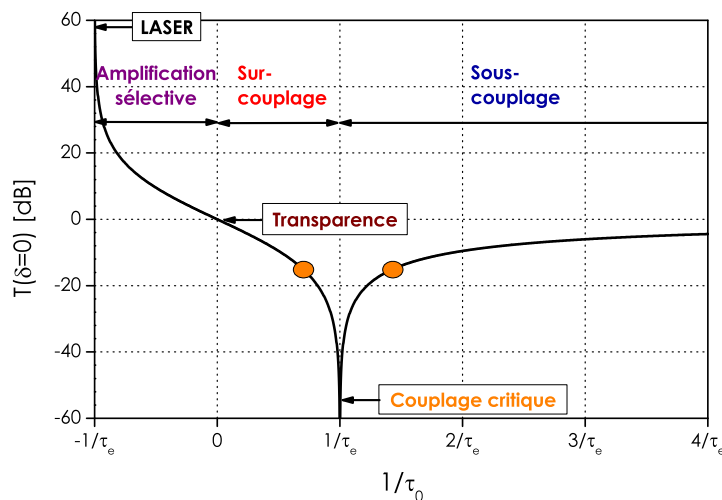 60
LASER
Amplification
sélective
Sur-
couplage
Sous-
couplage
40
20
0
Transparence
-20
-40
Couplage critique
-60
T(δ=0) [dB]
-1/τe 0 1/τe 2/τe 3/τe 4/τe
1/τ0